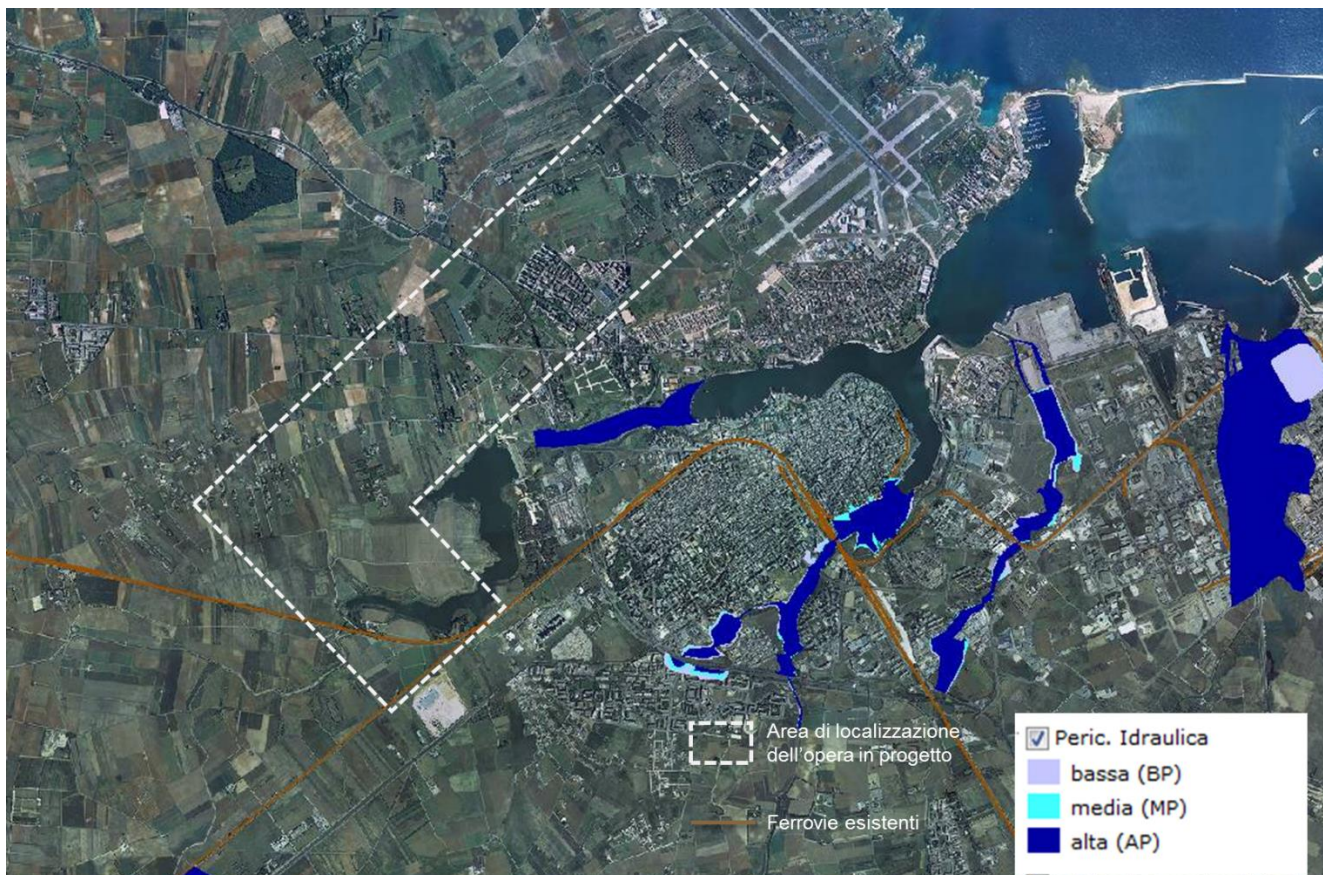 Area di localizzazione
dell'opera in progetto
Ferrovie esistenti
Peric. Idraulica
bassa (BP)
media (MP)
alta (AP)